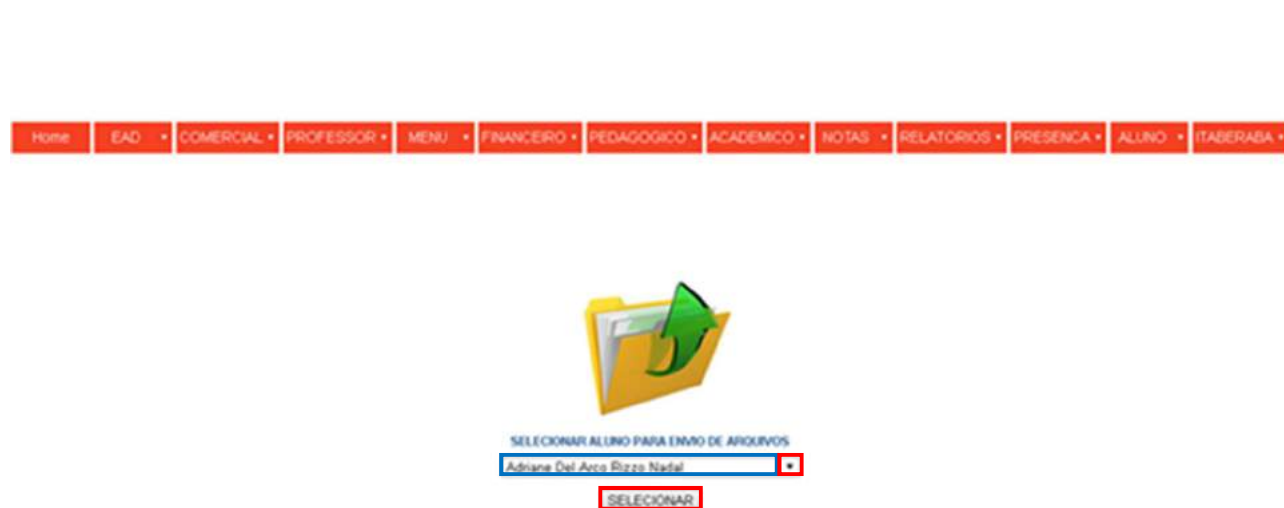 Home EAD COMERCIAL PROFESSOR MENU FINANCEIRO PEDAGOGICO ACADEMICO NOTAS RELATORIOS PRESENCA ALUNO ITABERABA
SELECIONAR ALUNO PARA ENVIO DE ARQUIVOS
Adriane Del Arco Rizzo Nadal
SELECIONAR